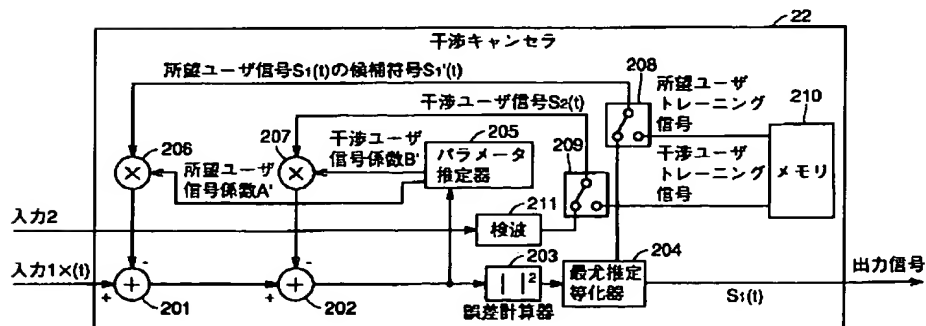 22
干渉キャンセラ
所望ユーザ信号S1(t)の候補符号S1'(t)
208
所望ユーザ
トレーニング
信号
210
干渉ユーザ信号S2(t)
206
207
干渉ユーザ
信号係数B'
205
パラメータ
推定器
209
干渉ユーザ
トレーニング
信号
メモリ
所望ユーザ
信号係数A'
×
×
入力2
211
検波
203
204
入力1×(t)
-
+
+
201
-
+
+
202
| |²
誤差計算器
最尤推定
等化器
S1(t)
出力信号